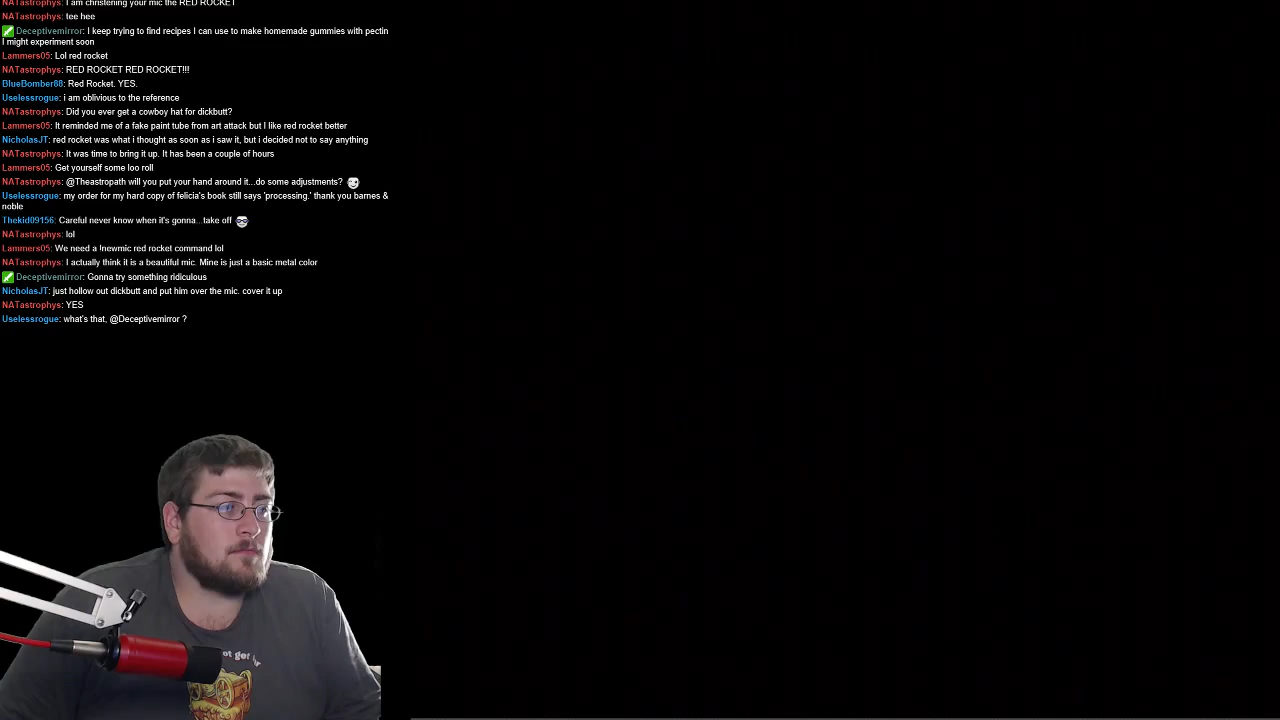 NATastrophys: I am christening your mic the RED ROCKET
NATastrophys: tee hee
Deceptivemirror: I keep trying to find recipes I can use to make homemade gummies with pectin
I might experiment soon
Lammers05: Lol red rocket
NATastrophys: RED ROCKET RED ROCKET!!!
BlueBomber88: Red Rocket. YES.
Uselessrogue: i am oblivious to the reference
NATastrophys: Did you ever get a cowboy hat for dickbutt?
Lammers05: It reminded me of a fake paint tube from art attack but I like red rocket better
NicholasJT: red rocket was what i thought as soon as i saw it, but i decided not to say anything
NATastrophys: It was time to bring it up. It has been a couple of hours
Lammers05: Get yourself some loo roll
NATastrophys: @Theastropath will you put your hand around it...do some adjustments?
Uselessrogue: my order for my hard copy of felicia's book still says 'processing.' thank you barnes &
noble
Thekid09156: Careful never know when it's gonna...take off
NATastrophys: lol
Lammers05: We need a !newmic red rocket command lol
NATastrophys: I actually think it is a beautiful mic. Mine is just a basic metal color
Deceptivemirror: Gonna try something ridiculous
NicholasJT: just hollow out dickbutt and put him over the mic. cover it up
NATastrophys: YES
Uselessrogue: what's that, @Deceptivemirror ?